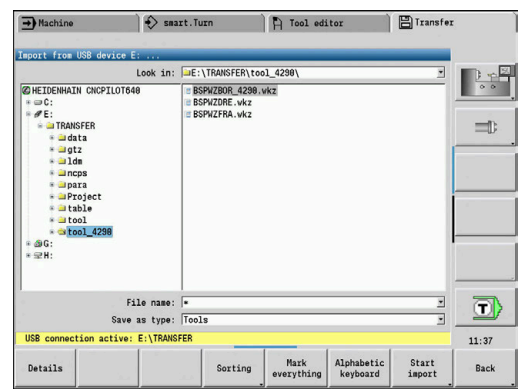 Machine
smart.Turn
Tool editor
Transfer
Import from USB device E: ...
Look in: E:\TRANSFER\tool_4290\
HEIDENHAIN CNCPILOT640
C:
E:
TRANSFER
data
gtz
ldm
ncps
para
Project
table
tool
tool_4290
G:
H:
BSPWZBOR_4290.wkz
BSPWZDRE.wkz
BSPWZFRA.wkz
File name: *
Save as type: Tools
USB connection active: E:\TRANSFER
T
11:37
Details
Sorting
Mark everything
Alphabetic keyboard
Start import
Back